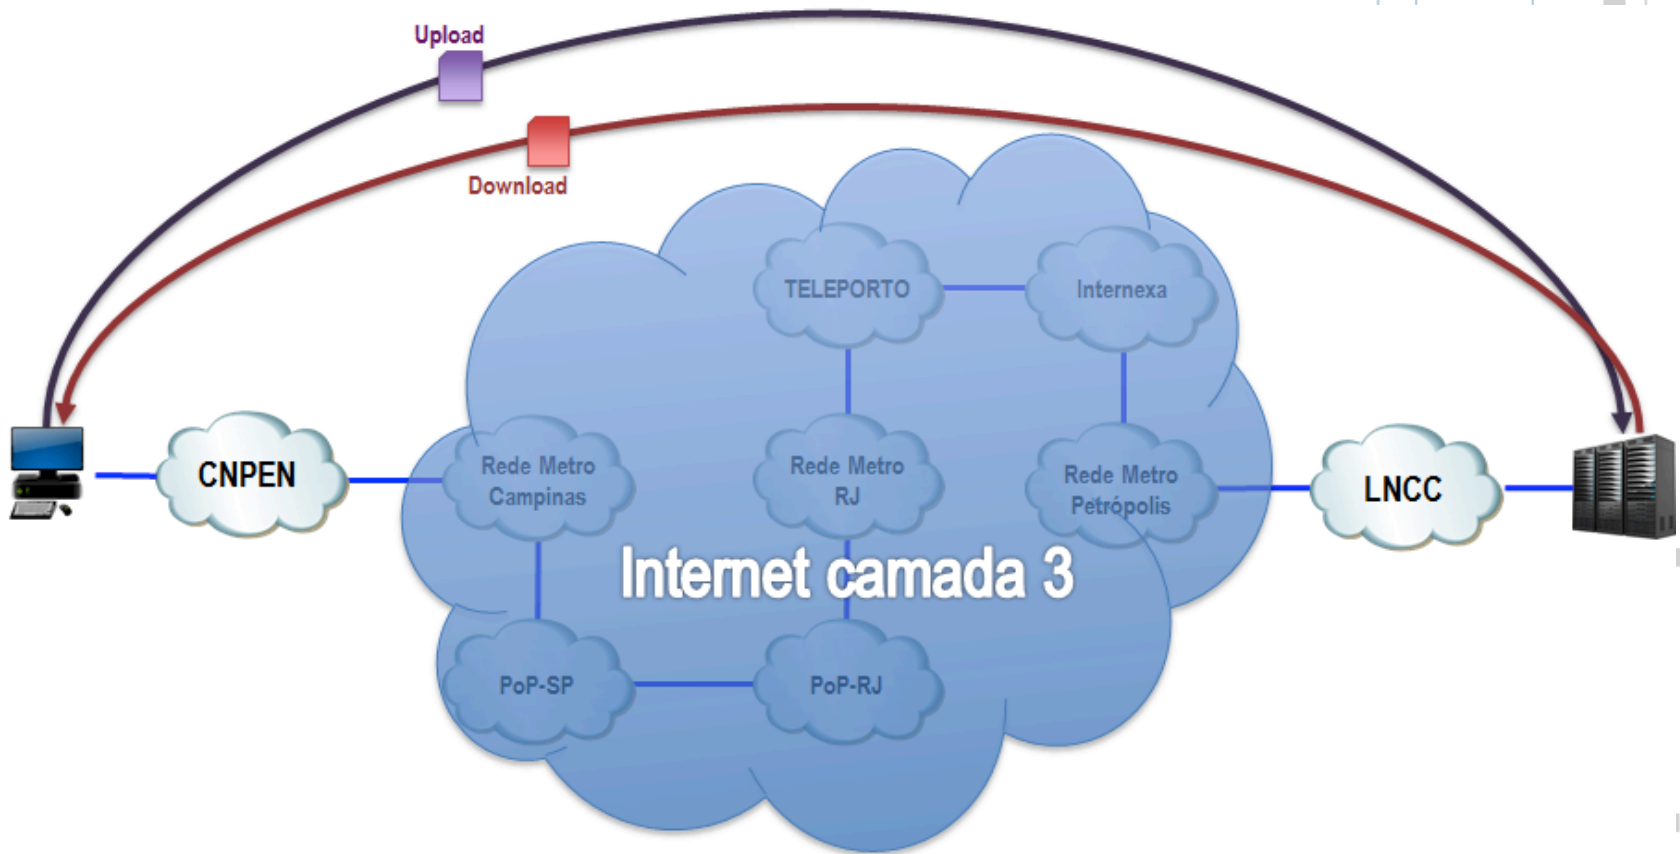 Upload
Download
TELEPORTO
Internexa
CNPEN
Rede Metro
Campinas
Rede Metro
RJ
Rede Metro
Petrópolis
LNCC
Internet camada 3
PoP-SP
PoP-RJ